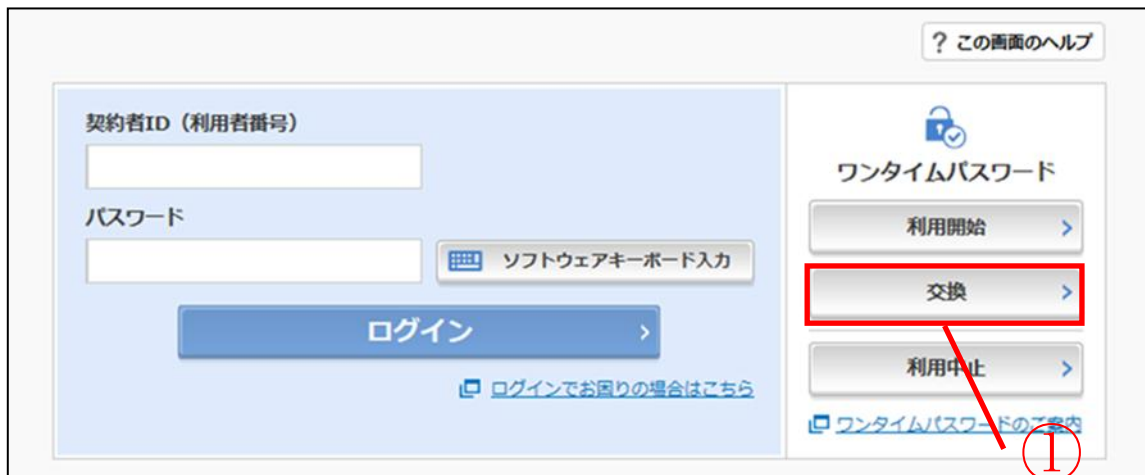 ? この画面のヘルプ
契約者ID（利用者番号）
パスワード
ソフトウェアキーボード入力
ログイン
ログインでお困りの場合はこちら
ワンタイムパスワード
利用開始
交換
利用中止
ワンタイムパスワードのご案内
①